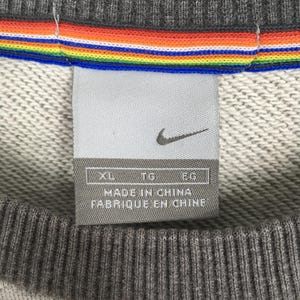 XL TG EG
MADE IN CHINA
FABRIQUE EN CHINE